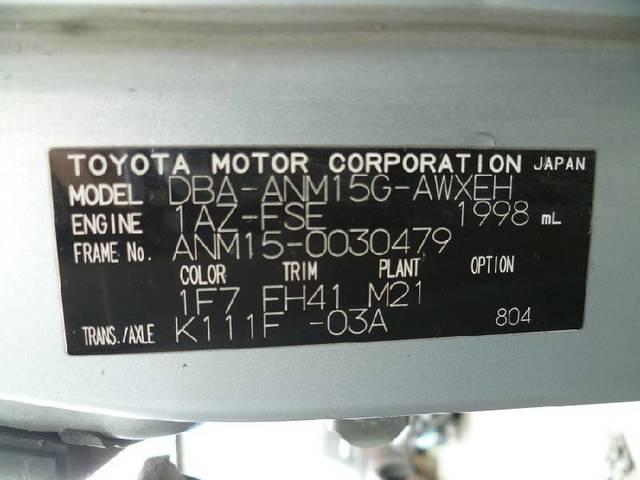 TOYOTA MOTOR CORPORATION JAPAN
MODEL DBA-ANM15G-AWXEH
ENGINE 1AZ-FSE 1998 mL
FRAME No. ANM15-0030479
COLOR TRIM PLANT OPTION
1F7 FH41 M21
TRANS./AXLE K111F -03A 804